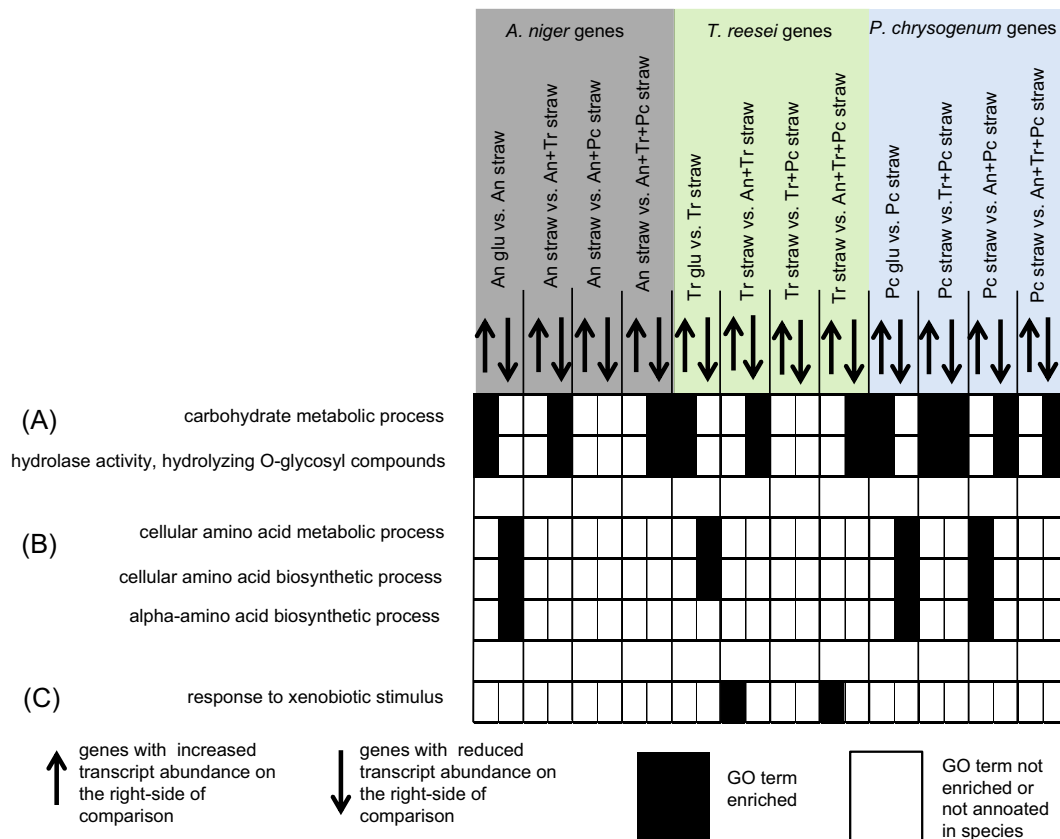 A. niger genes
T. reesei genes
P. chrysogenum genes
An glu vs. An straw
An straw vs. An+Tr straw
An straw vs. An+Pc straw
An straw vs. An+Tr+Pc straw
Tr glu vs. Tr straw
Tr straw vs. An+Tr straw
Tr straw vs. Tr+Pc straw
Tr straw vs. An+Tr+Pc straw
Pc glu vs. Pc straw
Pc straw vs.Tr+Pc straw
Pc straw vs. An+Pc straw
Pc straw vs. An+Tr+Pc straw
(A)
carbohydrate metabolic process
hydrolase activity, hydrolyzing O-glycosyl compounds
(B)
cellular amino acid metabolic process
cellular amino acid biosynthetic process
alpha-amino acid biosynthetic process
(C)
response to xenobiotic stimulus
genes with increased
transcript abundance on
the right-side of
comparison
genes with reduced
transcript abundance on
the right-side of
comparison
GO term
enriched
GO term not
enriched or
not annoated
in species